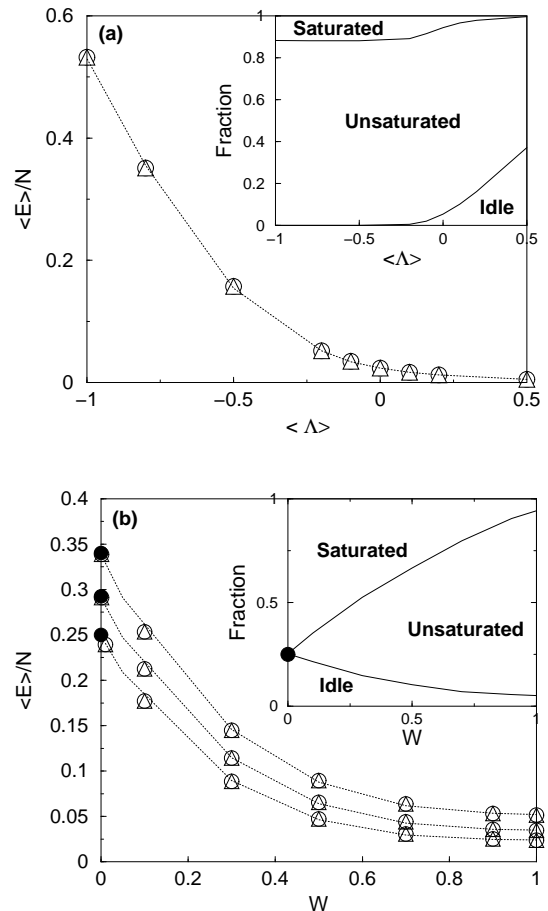 (a)
<E>/N
0.6
0.4
0.2
0
−1
−0.5
0
0.5
< Λ>
Fraction
1
0.8
0.6
0.4
0.2
0
Saturated
Unsaturated
Idle
−1
−0.5
0
0.5
<Λ>
(b)
<E>/N
0.4
0.35
0.3
0.25
0.2
0.15
0.1
0.05
0
0
0.2
0.4
0.6
0.8
1
W
Fraction
1
0.5
0
Saturated
Unsaturated
Idle
0
0.5
1
W